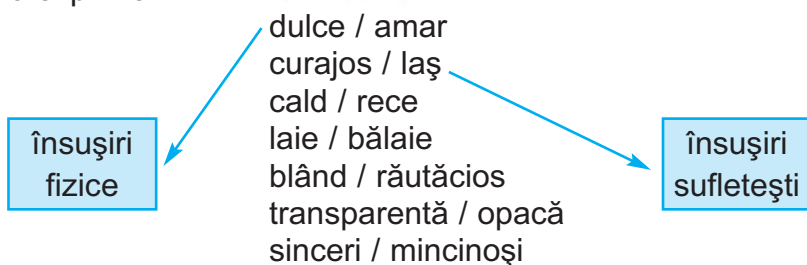 dulce / amar
curajos / laş
cald / rece
laie / bălaie
blând / răutăcios
transparentă / opacă
sinceri / mincinoşi
însuşiri
fizice
însuşiri
sufleteşti